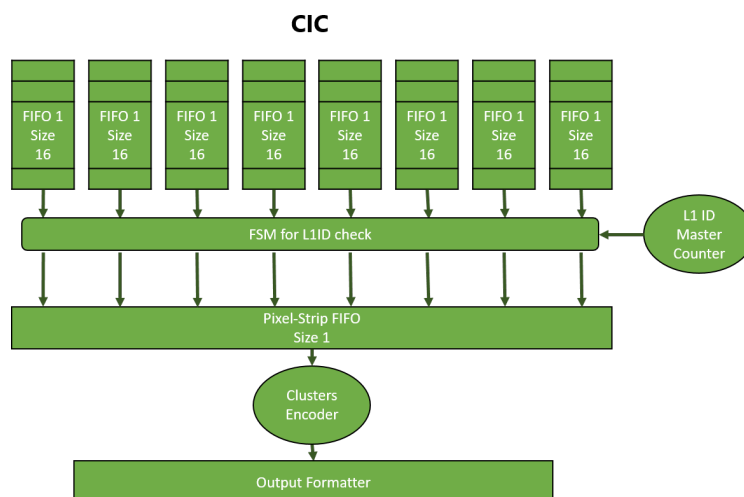 CIC
FIFO 1
Size
16
FIFO 1
Size
16
FIFO 1
Size
16
FIFO 1
Size
16
FIFO 1
Size
16
FIFO 1
Size
16
FIFO 1
Size
16
FIFO 1
Size
16
FSM for L1ID check
L1 ID
Master
Counter
Pixel-Strip FIFO
Size 1
Clusters
Encoder
Output Formatter